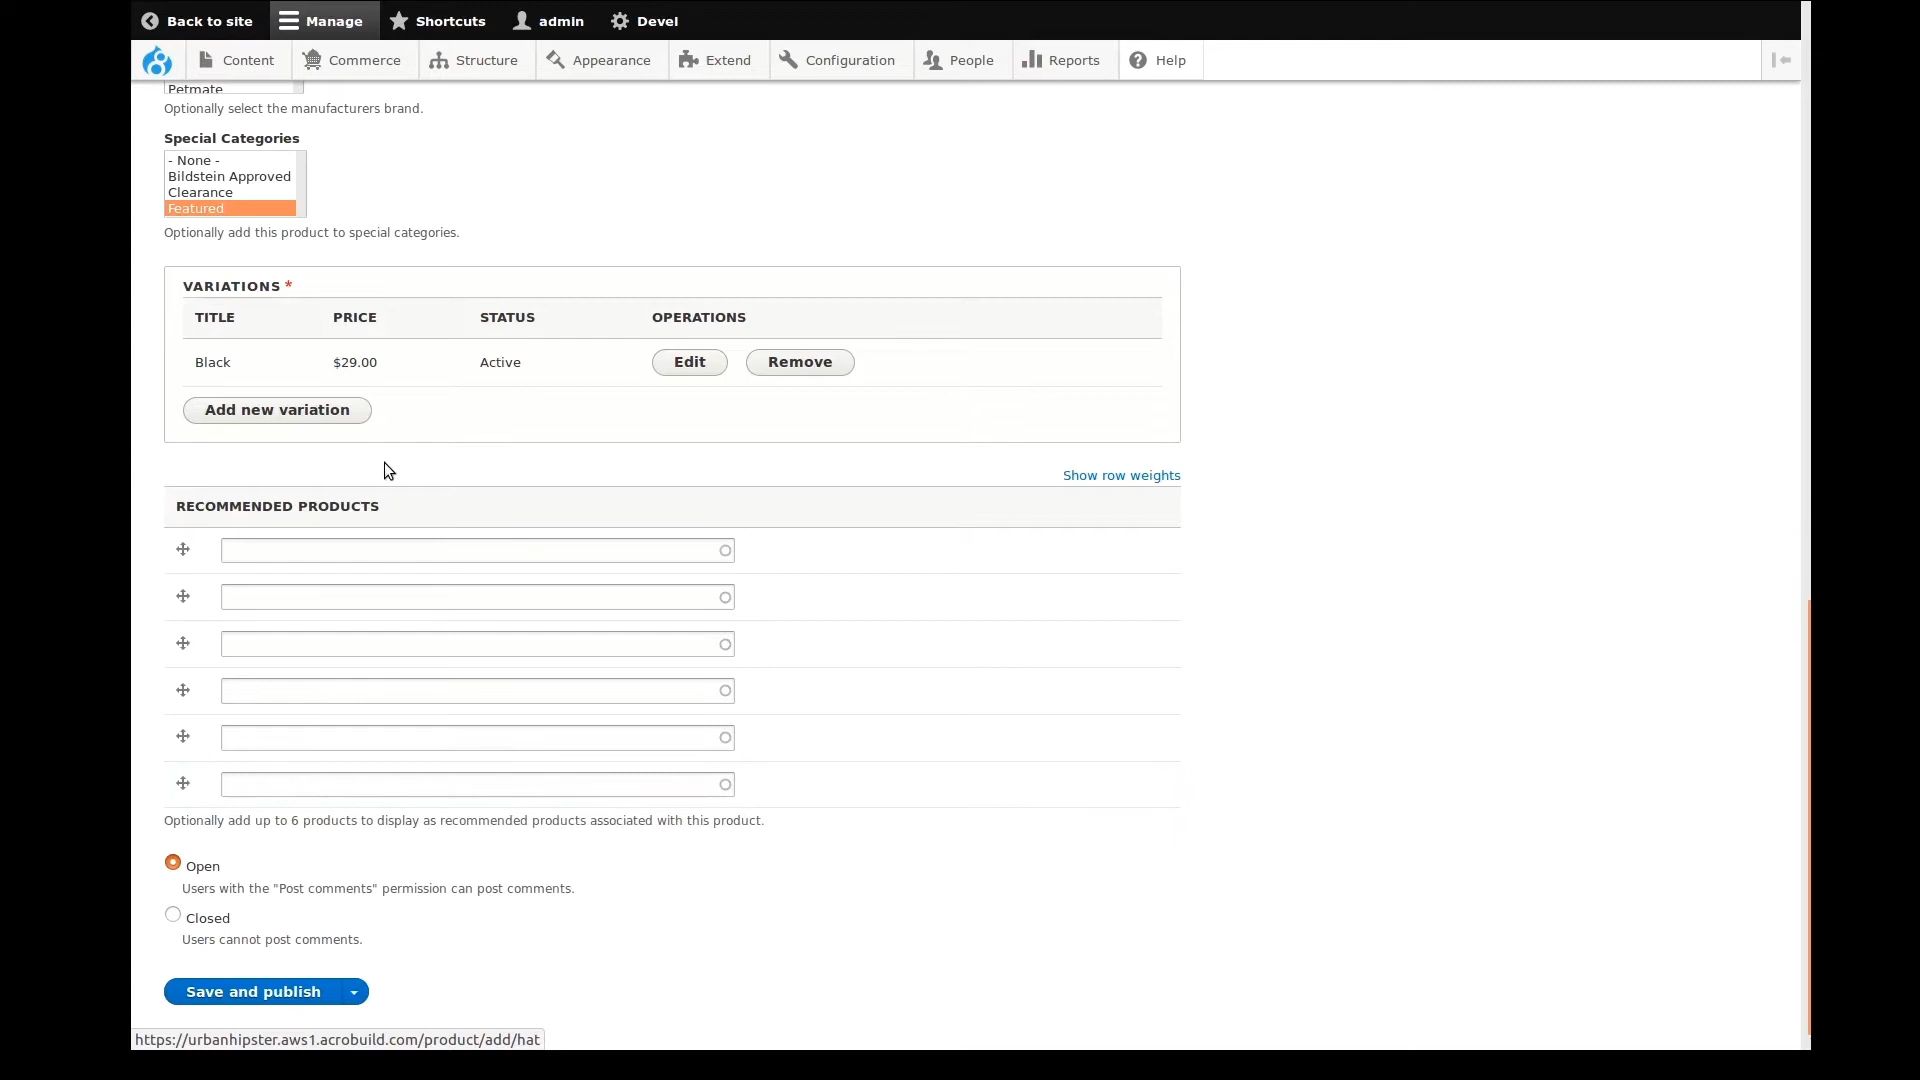 Back to site Manage Shortcuts admin Devel
Content Commerce Structure Appearance Extend Configuration People Reports Help
Petmate
Optionally select the manufacturers brand.
Special Categories
- None -
Bildstein Approved
Clearance
Featured
Optionally add this product to special categories.
VARIATIONS *
TITLE PRICE STATUS OPERATIONS
Black $29.00 Active Edit Remove
Add new variation
Show row weights
RECOMMENDED PRODUCTS
Optionally add up to 6 products to display as recommended products associated with this product.
Open
Users with the "Post comments" permission can post comments.
Closed
Users cannot post comments.
Save and publish
https://urbanhipster.aws1.acrobuild.com/product/add/hat